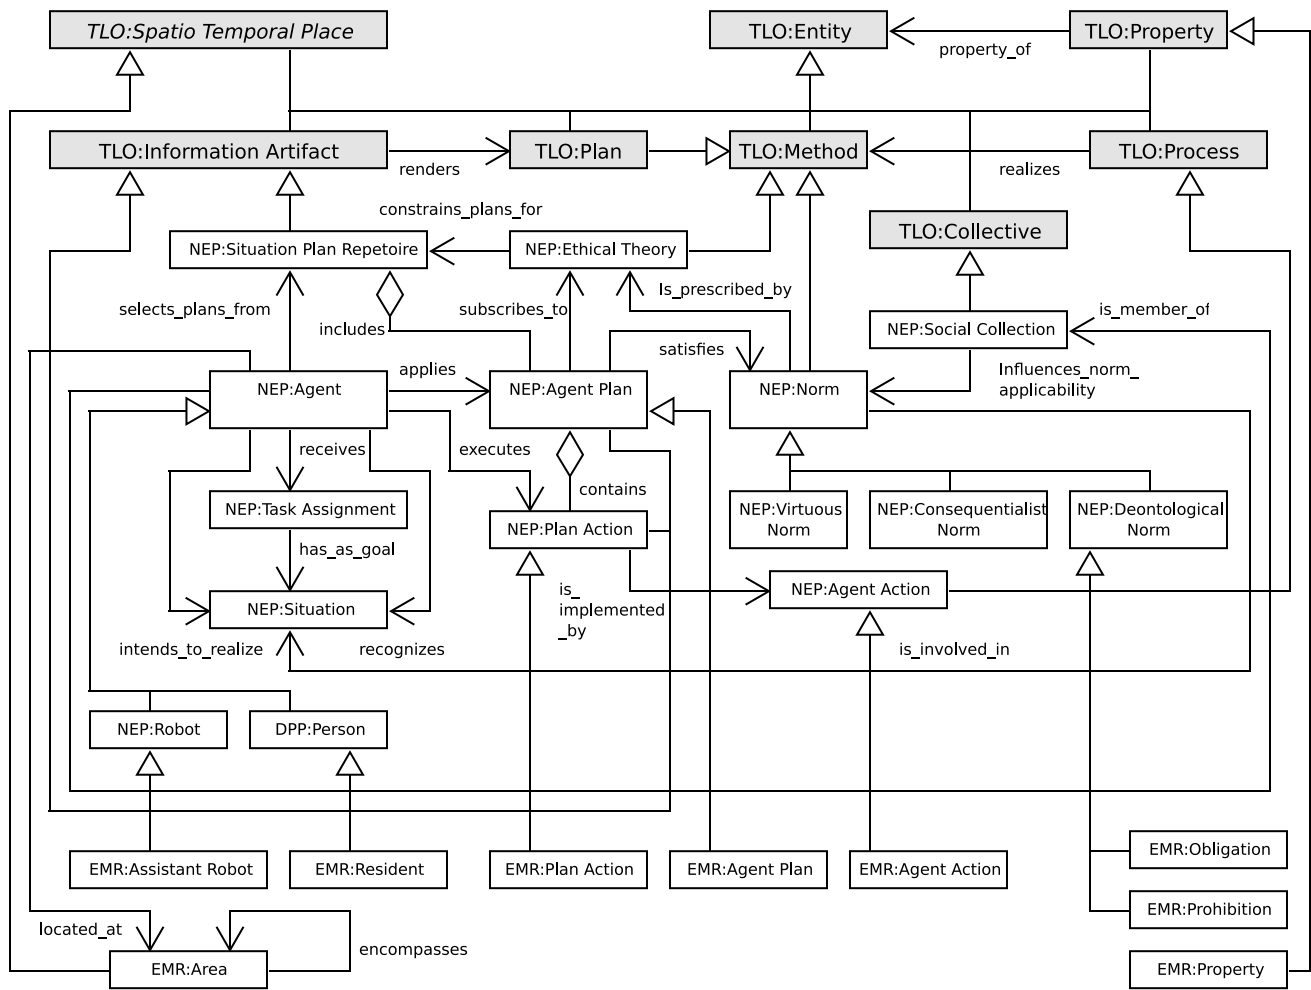 TLO:Spatio Temporal Place
TLO:Entity
TLO:Property
property_of
TLO:Information Artifact
renders
TLO:Plan
TLO:Method
realizes
TLO:Process
constrains_plans_for
NEP:Situation Plan Repetoire
NEP:Ethical Theory
TLO:Collective
selects_plans_from
includes
subscribes_to
Is_prescribed_by
NEP:Social Collection
is_member_of
satisfies
Influences_norm_
applicability
NEP:Agent
applies
NEP:Agent Plan
NEP:Norm
receives
executes
contains
NEP:Task Assignment
NEP:Plan Action
NEP:Virtuous
Norm
NEP:Consequentialist
Norm
NEP:Deontological
Norm
has_as_goal
NEP:Situation
is_
implemented
_by
NEP:Agent Action
intends_to_realize
recognizes
is_involved_in
NEP:Robot
DPP:Person
EMR:Assistant Robot
EMR:Resident
EMR:Plan Action
EMR:Agent Plan
EMR:Agent Action
EMR:Obligation
EMR:Prohibition
located_at
encompasses
EMR:Area
EMR:Property